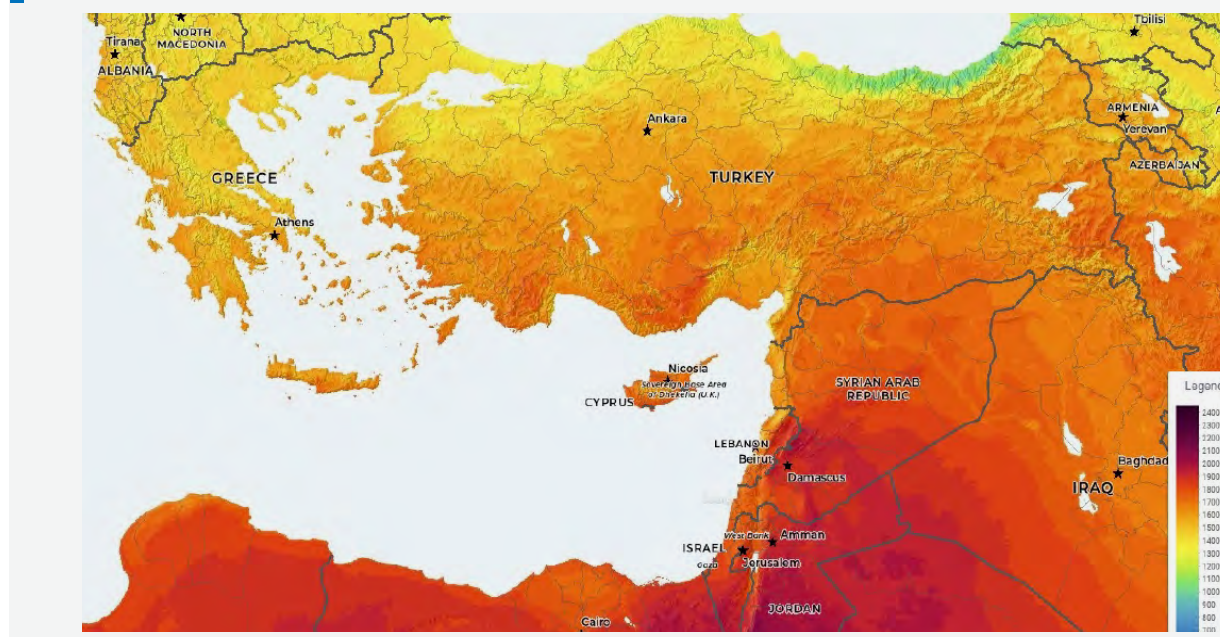 Tbilisi
NORTH
MACEDONIA
Tirana
ALBANIA
ARMENIA
Yerevan
Ankara
AZERBAIJAN
GREECE
TURKEY
Athens
Nicosia
Sovereign Base Area
of Dhekelia (U.K.)
CYPRUS
SYRIAN ARAB
REPUBLIC
LEBANON
Beirut
Damascus
Baghdad
IRAQ
West Bank
Amman
ISRAEL
Jerusalem
Gaza
JORDAN
Cairo
Legend
2400
2300
2200
2100
2000
1900
1800
1700
1600
1500
1400
1300
1200
1100
1000
900
800
700